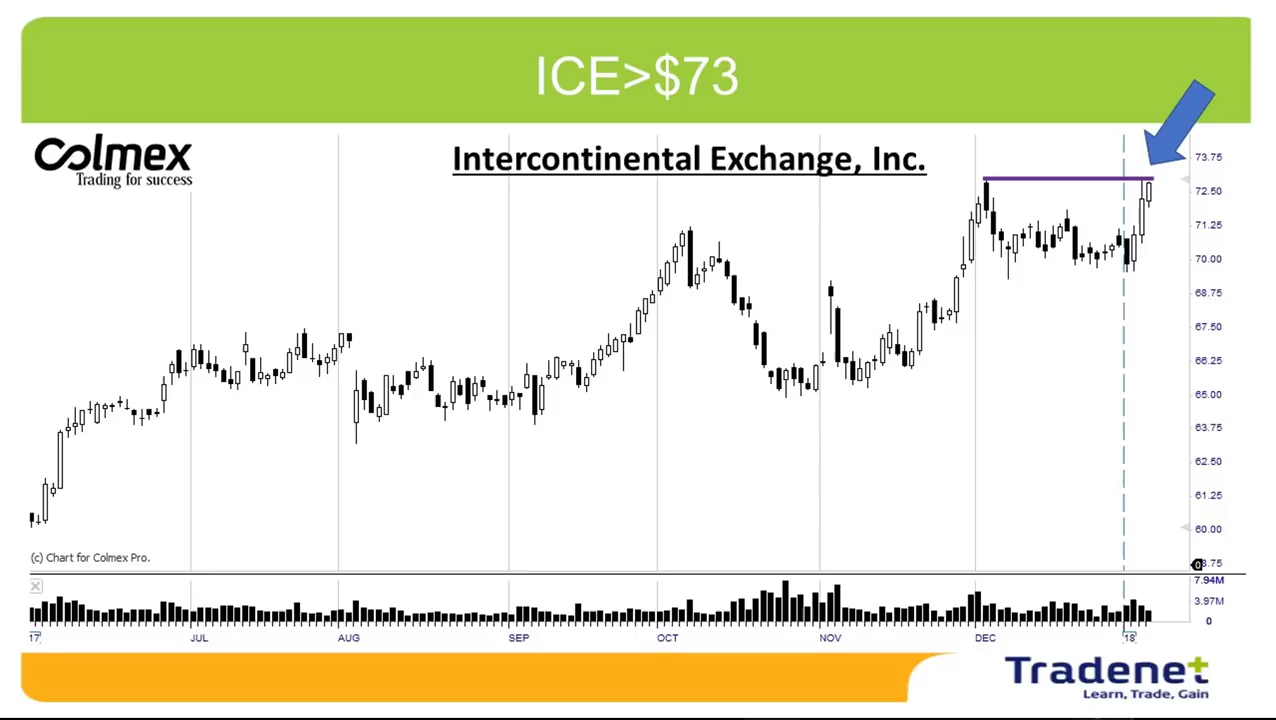 ICE>$73
Colmex
Trading for success
Intercontinental Exchange, Inc.
73.75
72.50
71.25
70.00
68.75
67.50
66.25
65.00
63.75
62.50
61.25
60.00
(c) Chart for Colmex Pro.
8.75
7.94M
3.97M
0
17 JUL AUG SEP OCT NOV DEC 18
Tradenet
Learn, Trade, Gain